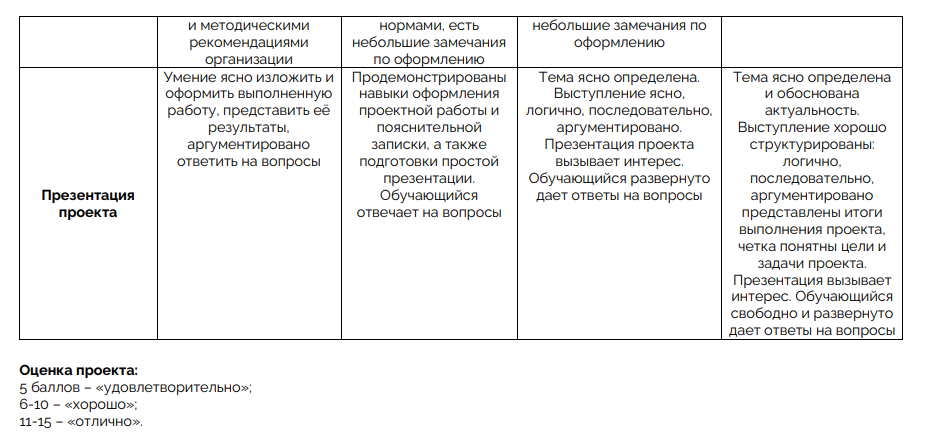 и методическими
рекомендациями
организации
нормами, есть
небольшие замечания
по оформлению
небольшие замечания по
оформлению
Презентация
проекта
Умение ясно изложить и
оформить выполненную
работу, представить её
результаты,
аргументировано
ответить на вопросы
Продемонстрированы
навыки оформления
проектной работы и
пояснительной
записки, а также
подготовки простой
презентации.
Обучающийся
отвечает на вопросы
Тема ясно определена.
Выступление ясно,
логично, последовательно,
аргументировано.
Презентация проекта
вызывает интерес.
Обучающийся развернуто
дает ответы на вопросы
Тема ясно определена
и обоснована
актуальность.
Выступление хорошо
структурированы:
логично,
последовательно,
аргументировано
представлены итоги
выполнения проекта,
четка понятны цели и
задачи проекта.
Презентация вызывает
интерес. Обучающийся
свободно и развернуто
дает ответы на вопросы
Оценка проекта:
5 баллов – «удовлетворительно»;
6-10 – «хорошо»;
11-15 – «отлично».